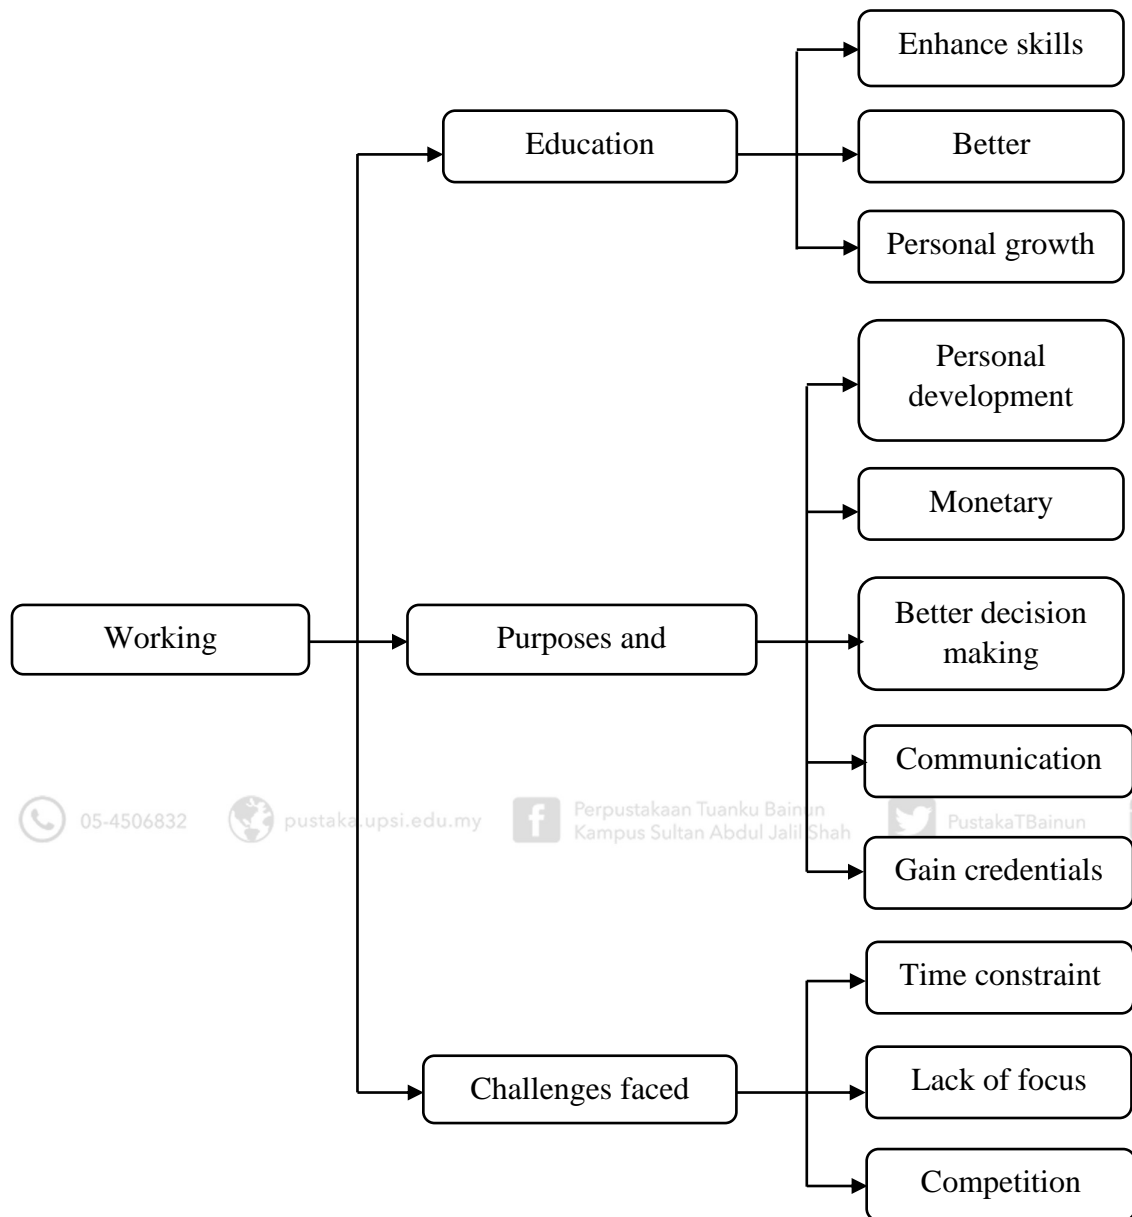 Enhance skills
Education
Better
Personal growth
Personal
development
Monetary
Working
Purposes and
Better decision
making
Communication
05-4506832
pustaka.upsi.edu.my
Perpustakaan Tuanku Bainun
Kampus Sultan Abdul Jalil Shah
PustakaTBainun
Gain credentials
Time constraint
Challenges faced
Lack of focus
Competition